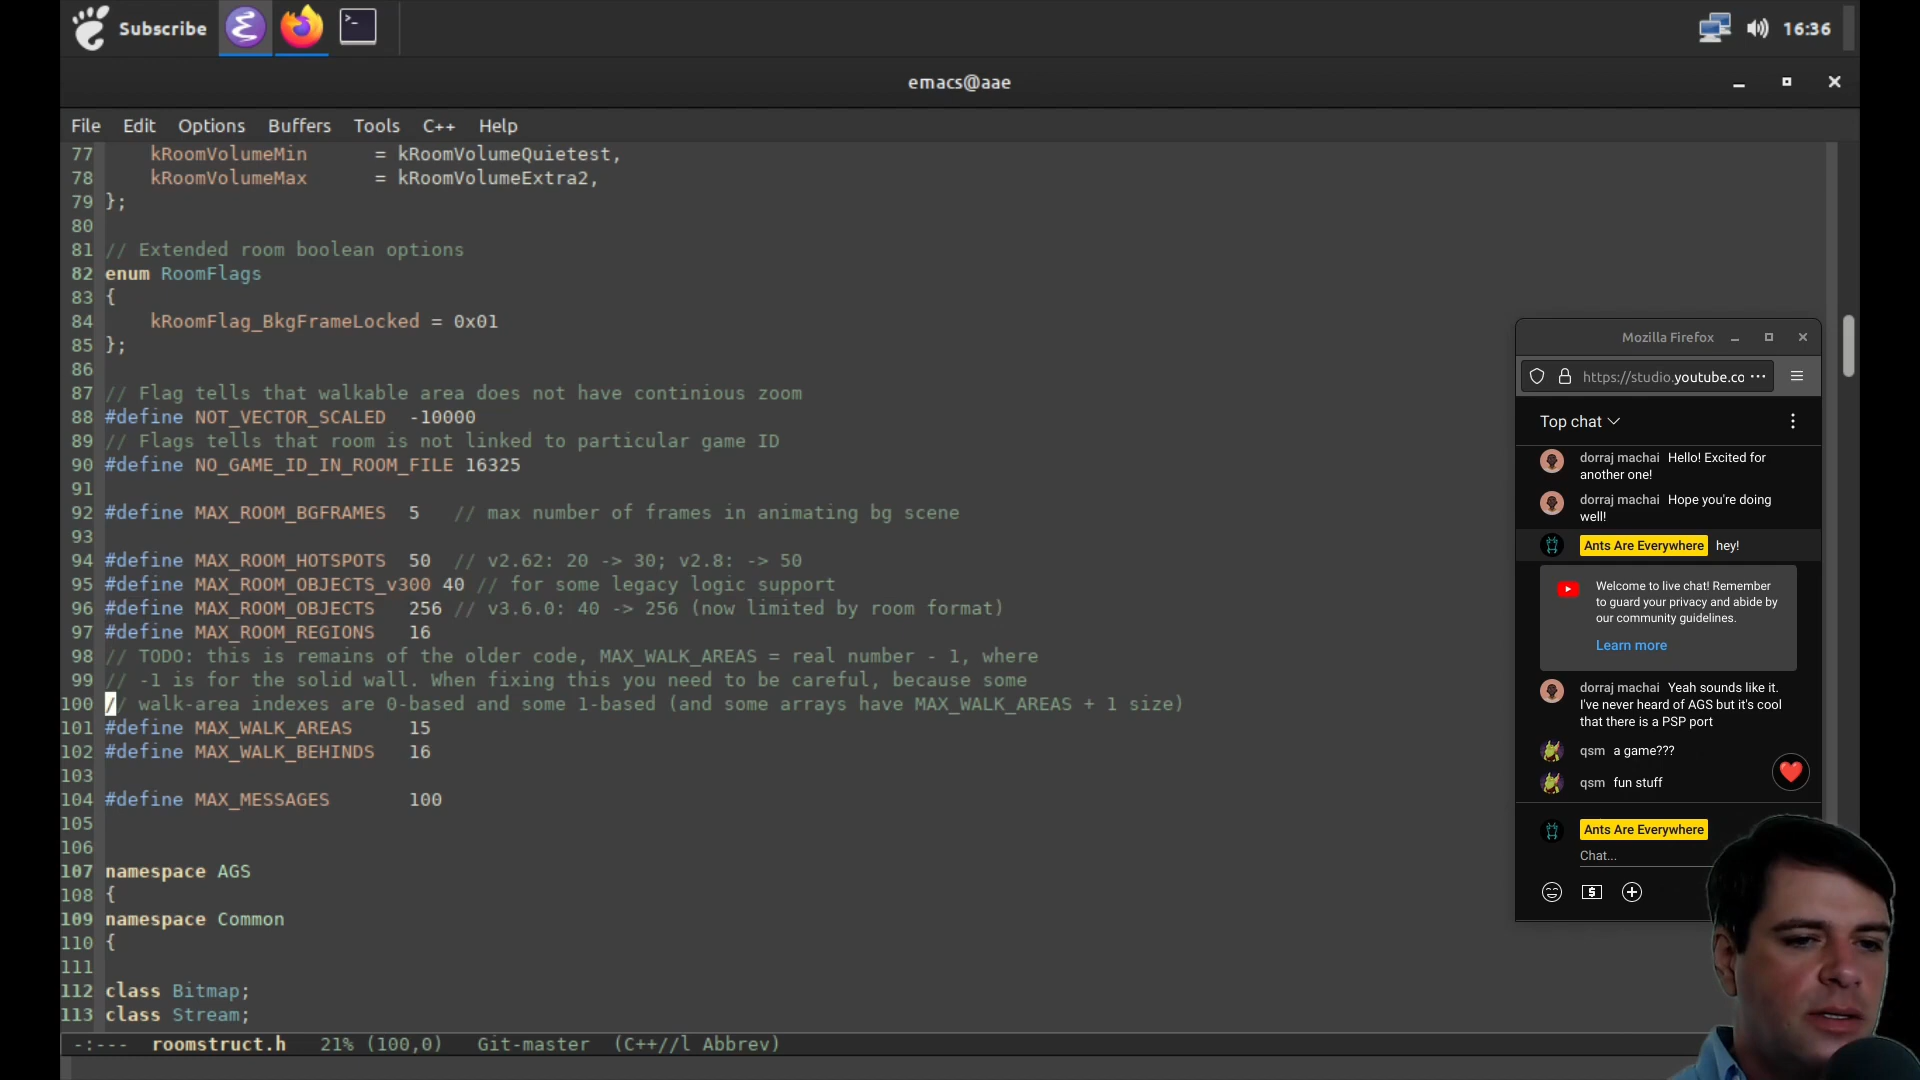 Subscribe
16:36
emacs@aae
File Edit Options Buffers Tools C++ Help
77 kRoomVolumeMin = kRoomVolumeQuietest,
78 kRoomVolumeMax = kRoomVolumeExtra2,
79 };
80
81 // Extended room boolean options
82 enum RoomFlags
83 {
84 kRoomFlag_BkgFrameLocked = 0x01
85 };
86
87 // Flag tells that walkable area does not have continious zoom
88 #define NOT_VECTOR_SCALED -10000
89 // Flags tells that room is not linked to particular game ID
90 #define NO_GAME_ID_IN_ROOM_FILE 16325
91
92 #define MAX_ROOM_BGFRAMES 5 // max number of frames in animating bg scene
93
94 #define MAX_ROOM_HOTSPOTS 50 // v2.62: 20 -> 30; v2.8: -> 50
95 #define MAX_ROOM_OBJECTS_v300 40 // for some legacy logic support
96 #define MAX_ROOM_OBJECTS 256 // v3.6.0: 40 -> 256 (now limited by room format)
97 #define MAX_ROOM_REGIONS 16
98 // TODO: this is remains of the older code, MAX_WALK_AREAS = real number - 1, where
99 // -1 is for the solid wall. When fixing this you need to be careful, because some
100 // walk-area indexes are 0-based and some 1-based (and some arrays have MAX_WALK_AREAS + 1 size)
101 #define MAX_WALK_AREAS 15
102 #define MAX_WALK_BEHINDS 16
103
104 #define MAX_MESSAGES 100
105
106
107 namespace AGS
108 {
109 namespace Common
110 {
111
112 class Bitmap;
113 class Stream;
-:--- roomstruct.h 21% (100,0) Git-master (C++//l Abbrev)
Mozilla Firefox
https://studio.youtube.co ···
Top chat
dorraj machai Hello! Excited for
another one!
dorraj machai Hope you're doing
well!
Ants Are Everywhere hey!
Welcome to live chat! Remember
to guard your privacy and abide by
our community guidelines.
Learn more
dorraj machai Yeah sounds like it.
I've never heard of AGS but it's cool
that there is a PSP port
qsm a game???
qsm fun stuff
Ants Are Everywhere
Chat...